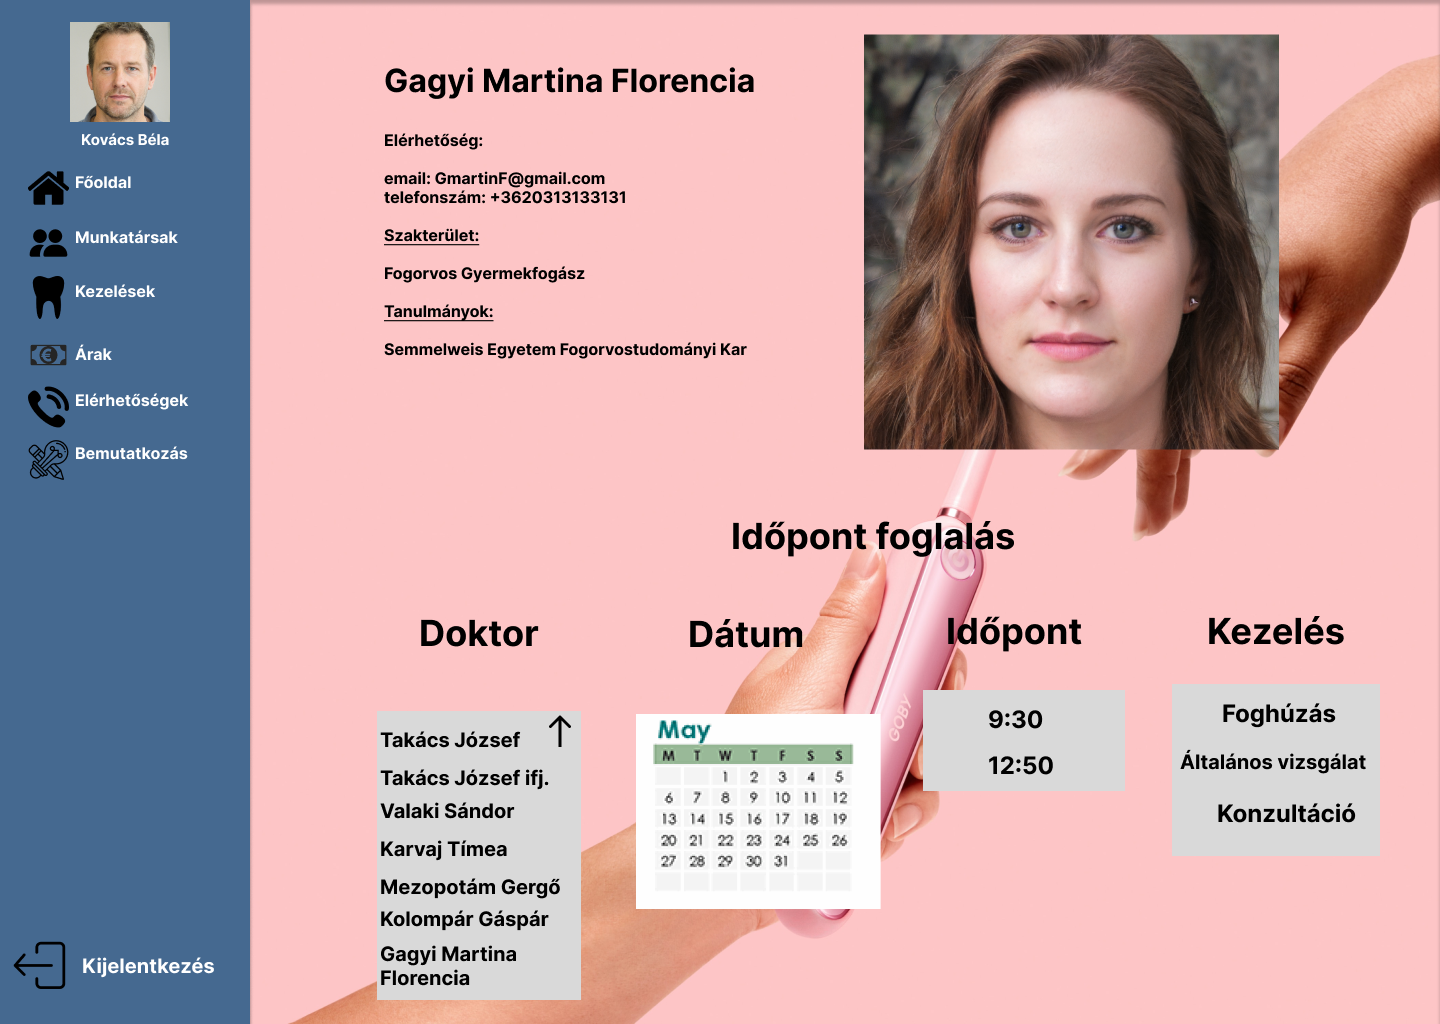 Kovács Béla
Főoldal
Munkatársak
Kezelések
Árak
Elérhetőségek
Bemutatkozás
Kijelentkezés
Gagyi Martina Florencia
Elérhetőség:
email: GmartinF@gmail.com
telefonszám: +3620313133131
Szakterület:
Fogorvos Gyermekfogász
Tanulmányok:
Semmelweis Egyetem Fogorvostudományi Kar
Időpont foglalás
Doktor
Takács József
Takács József ifj.
Valaki Sándor
Karvaj Tímea
Mezopotám Gergő
Kolompár Gáspár
Gagyi Martina
Florencia
Dátum
May
M T W T F S S
1 2 3 4 5
6 7 8 9 10 11 12
13 14 15 16 17 18 19
20 21 22 23 24 25 26
27 28 29 30 31
Időpont
9:30
12:50
Kezelés
Foghúzás
Általános vizsgálat
Konzultáció
GOBY